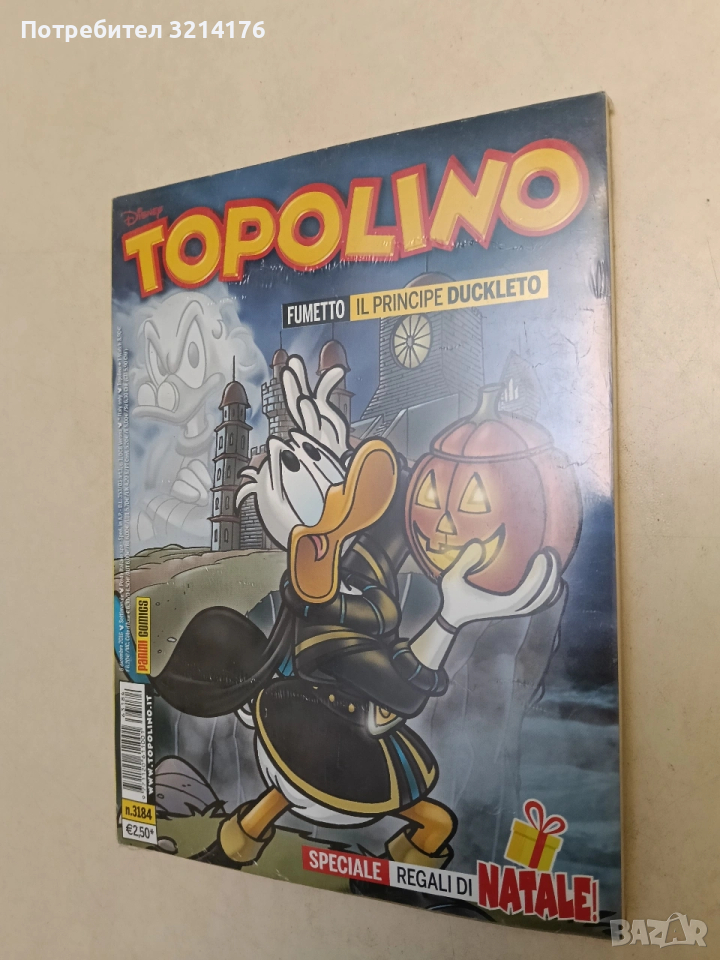 Потребител 3214176
Disney
TOPOLINO
FUMETTO IL PRINCIPE DUCKLETO
PANINI COMICS
WWW.TOPOLINO.IT
n.3184
€2,50*
SPECIALE REGALI DI NATALE!
BAZAR